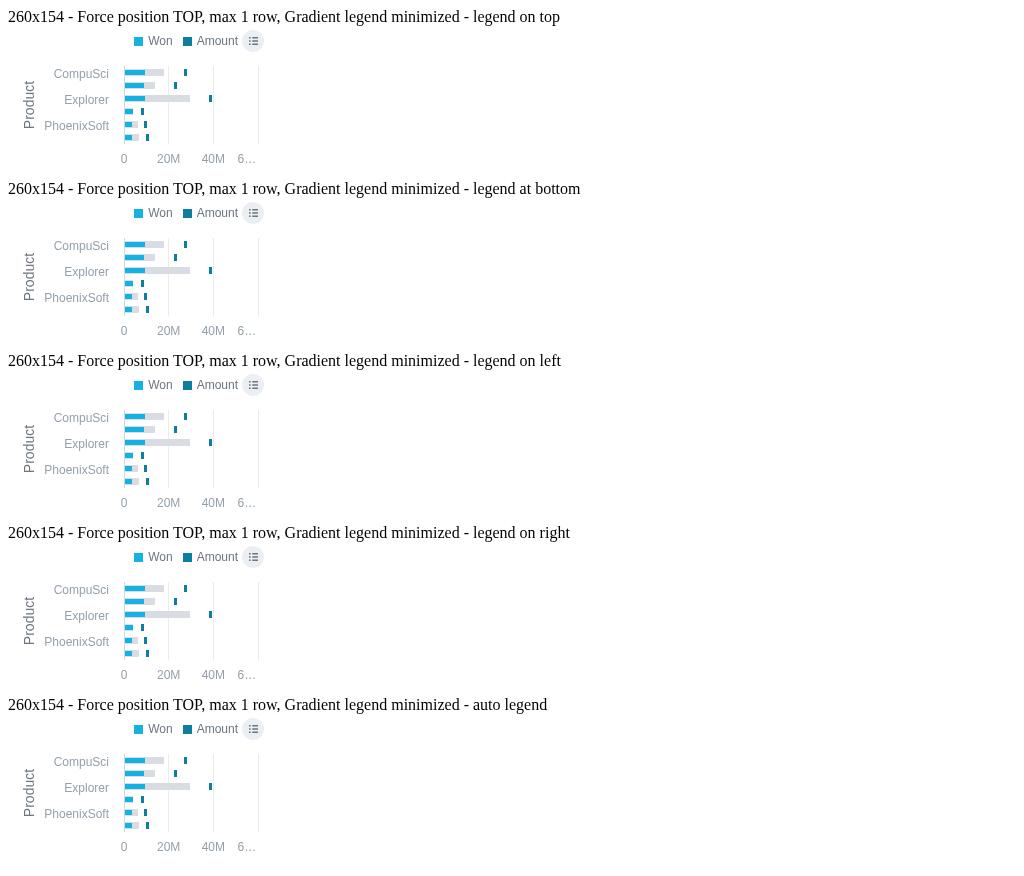 260x154 - Force position TOP, max 1 row, Gradient legend minimized - legend on top
Won Amount
Product
CompuSci
Explorer
PhoenixSoft
0 20M 40M 6…
260x154 - Force position TOP, max 1 row, Gradient legend minimized - legend at bottom
Won Amount
Product
CompuSci
Explorer
PhoenixSoft
0 20M 40M 6…
260x154 - Force position TOP, max 1 row, Gradient legend minimized - legend on left
Won Amount
Product
CompuSci
Explorer
PhoenixSoft
0 20M 40M 6…
260x154 - Force position TOP, max 1 row, Gradient legend minimized - legend on right
Won Amount
Product
CompuSci
Explorer
PhoenixSoft
0 20M 40M 6…
260x154 - Force position TOP, max 1 row, Gradient legend minimized - auto legend
Won Amount
Product
CompuSci
Explorer
PhoenixSoft
0 20M 40M 6…